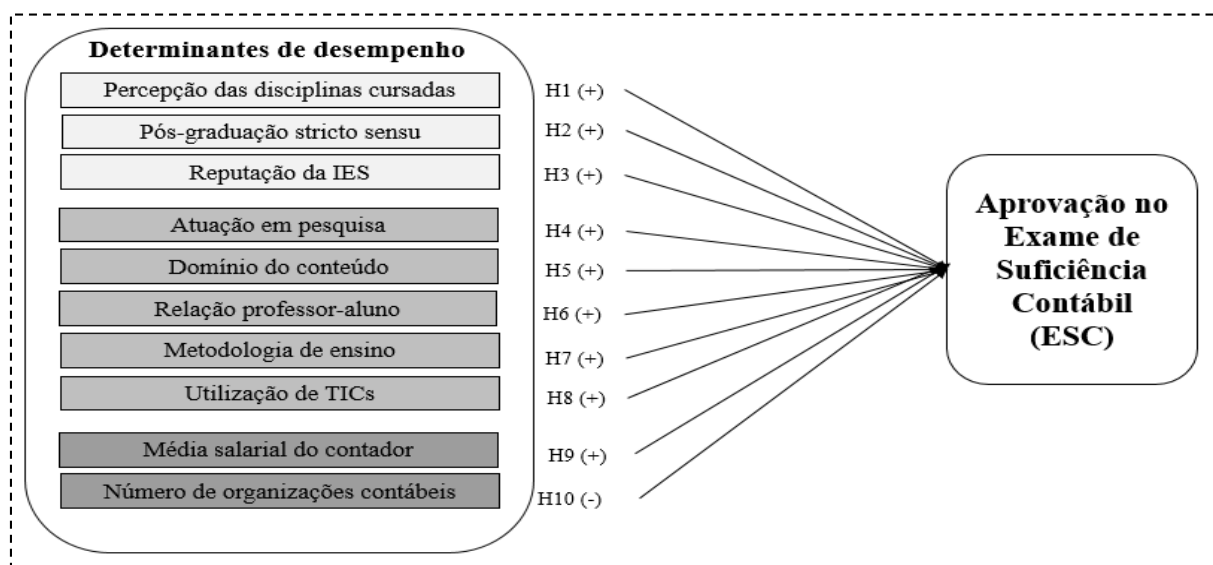 Determinantes de desempenho
Percepção das disciplinas cursadas H1 (+)
Pós-graduação stricto sensu H2 (+)
Reputação da IES H3 (+)
Atuação em pesquisa H4 (+)
Domínio do conteúdo H5 (+)
Relação professor-aluno H6 (+)
Metodologia de ensino H7 (+)
Utilização de TICs H8 (+)
Média salarial do contador H9 (+)
Número de organizações contábeis H10 (-)
Aprovação no
Exame de
Suficiência
Contábil
(ESC)